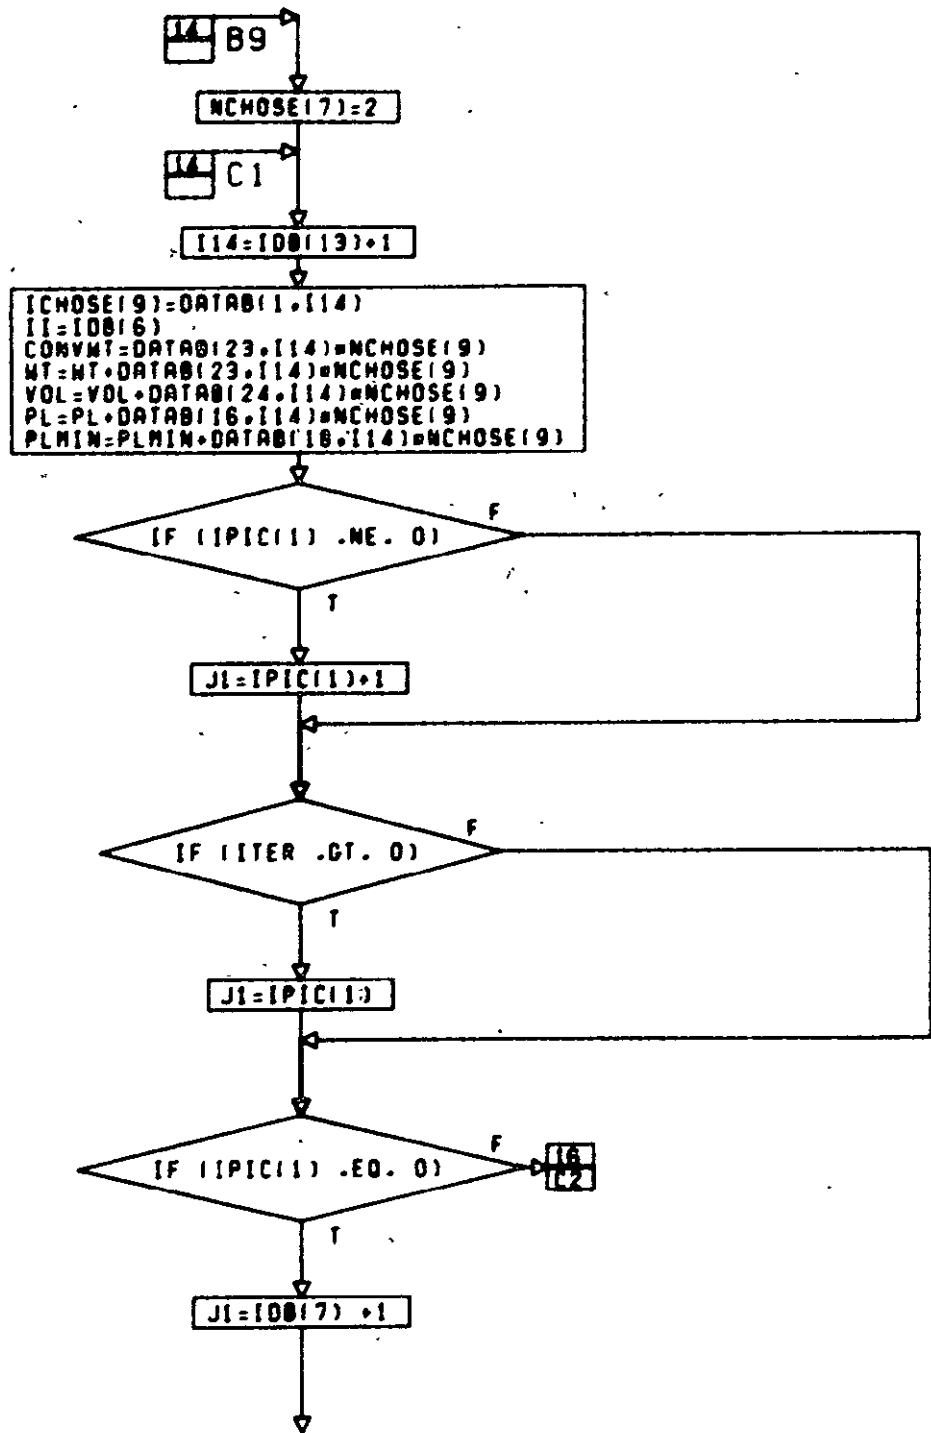 14
B9
NCHOSE(7)=2
14
C1
I14=IDB(13)+1
ICHOSE(9)=DATAB(1,I14)
II=IDB(6)
CONVWT=DATAB(23,I14)*NCHOSE(9)
WT=WT+DATAB(23,I14)*NCHOSE(9)
VOL=VOL+DATAB(24,I14)*NCHOSE(9)
PL=PL+DATAB(16,I14)*NCHOSE(9)
PLMIN=PLMIN+DATAB(18,I14)*NCHOSE(9)
IF (IPIC(1) .NE. 0)
F
T
J1=IPIC(1)+1
IF (ITER .GT. 0)
F
T
J1=IPIC(1)
IF (IPIC(1) .EQ. 0)
F
16
C2
T
J1=IDB(7) +1